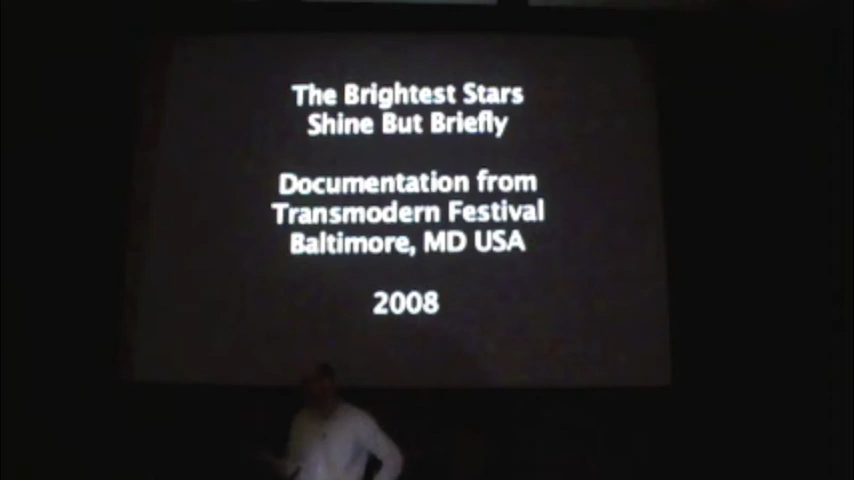 The Brightest Stars
Shine But Briefly
Documentation from
Transmodern Festival
Baltimore, MD USA
2008